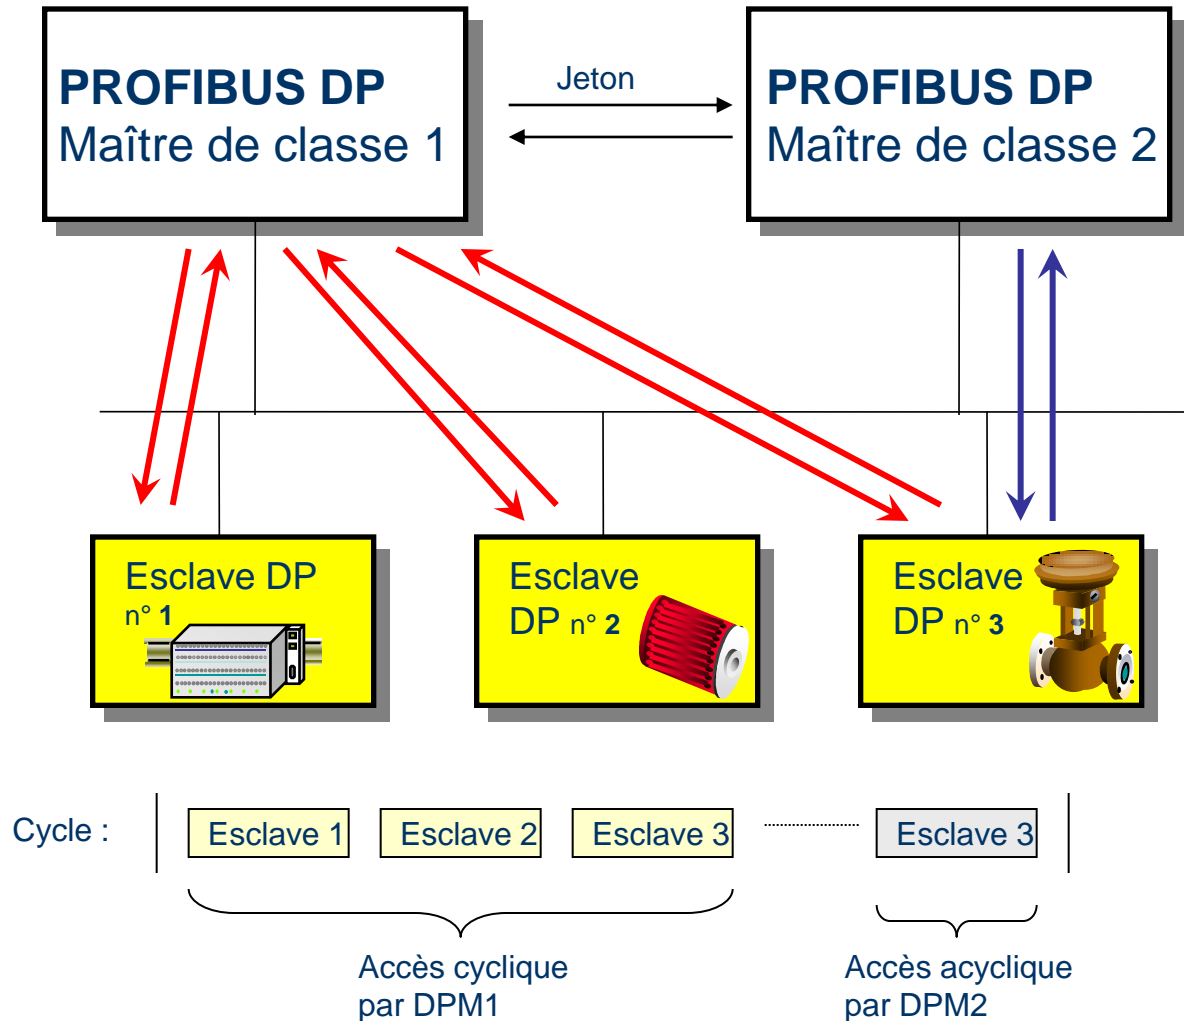 PROFIBUS DP
Maître de classe 1
Jeton
PROFIBUS DP
Maître de classe 2
Esclave DP
n° 1
Esclave
DP n° 2
Esclave
DP n° 3
Cycle :
Esclave 1
Esclave 2
Esclave 3
Esclave 3
Accès cyclique
par DPM1
Accès acyclique
par DPM2